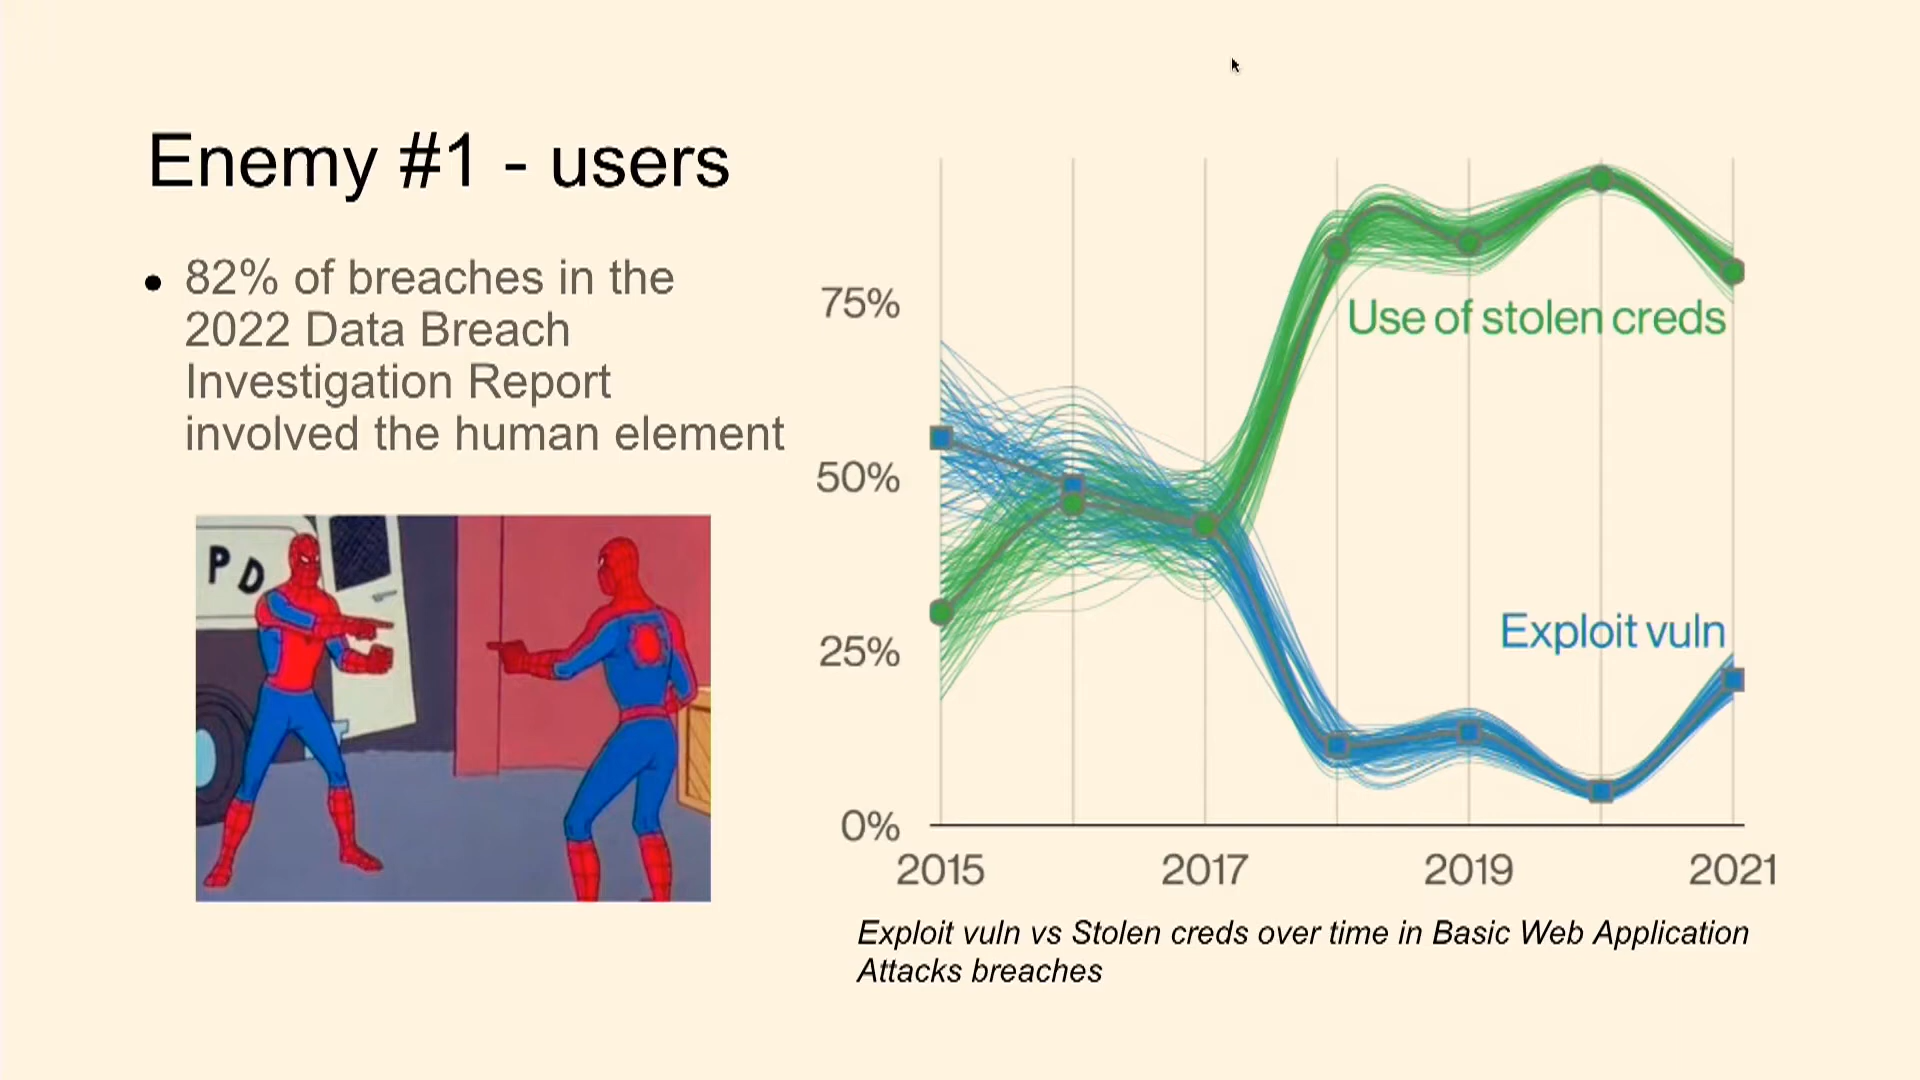 Enemy #1 - users
● 82% of breaches in the
2022 Data Breach
Investigation Report
involved the human element
PD
75%
50%
25%
0%
Use of stolen creds
Exploit vuln
2015 2017 2019 2021
Exploit vuln vs Stolen creds over time in Basic Web Application
Attacks breaches